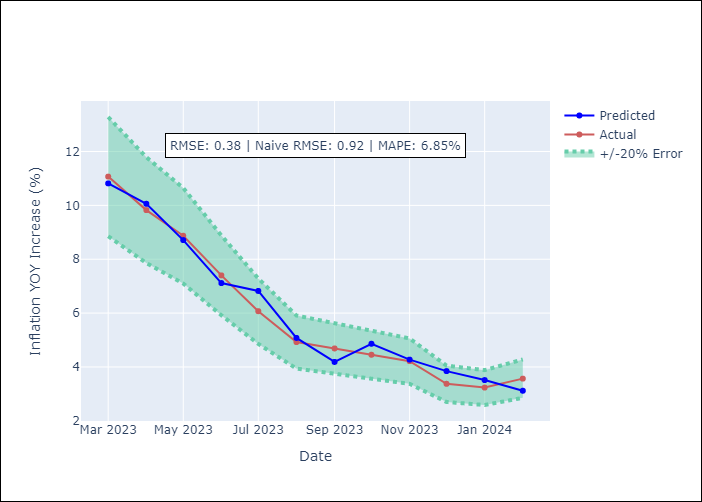 RMSE: 0.38 | Naive RMSE: 0.92 | MAPE: 6.85%
Predicted
Actual
+/-20% Error
Inflation YOY Increase (%)
12
10
8
6
4
2
Mar 2023
May 2023
Jul 2023
Sep 2023
Nov 2023
Jan 2024
Date